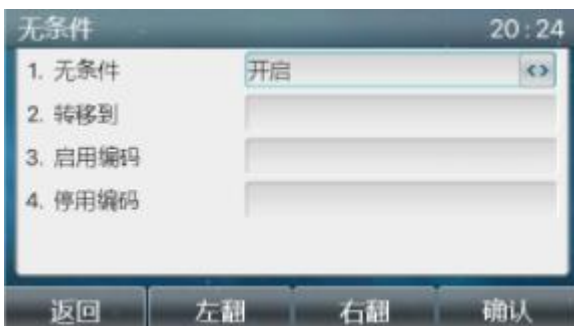 无条件 20:24
1. 无条件 开启
2. 转移到
3. 启用编码
4. 停用编码
返回 左翻 右翻 确认